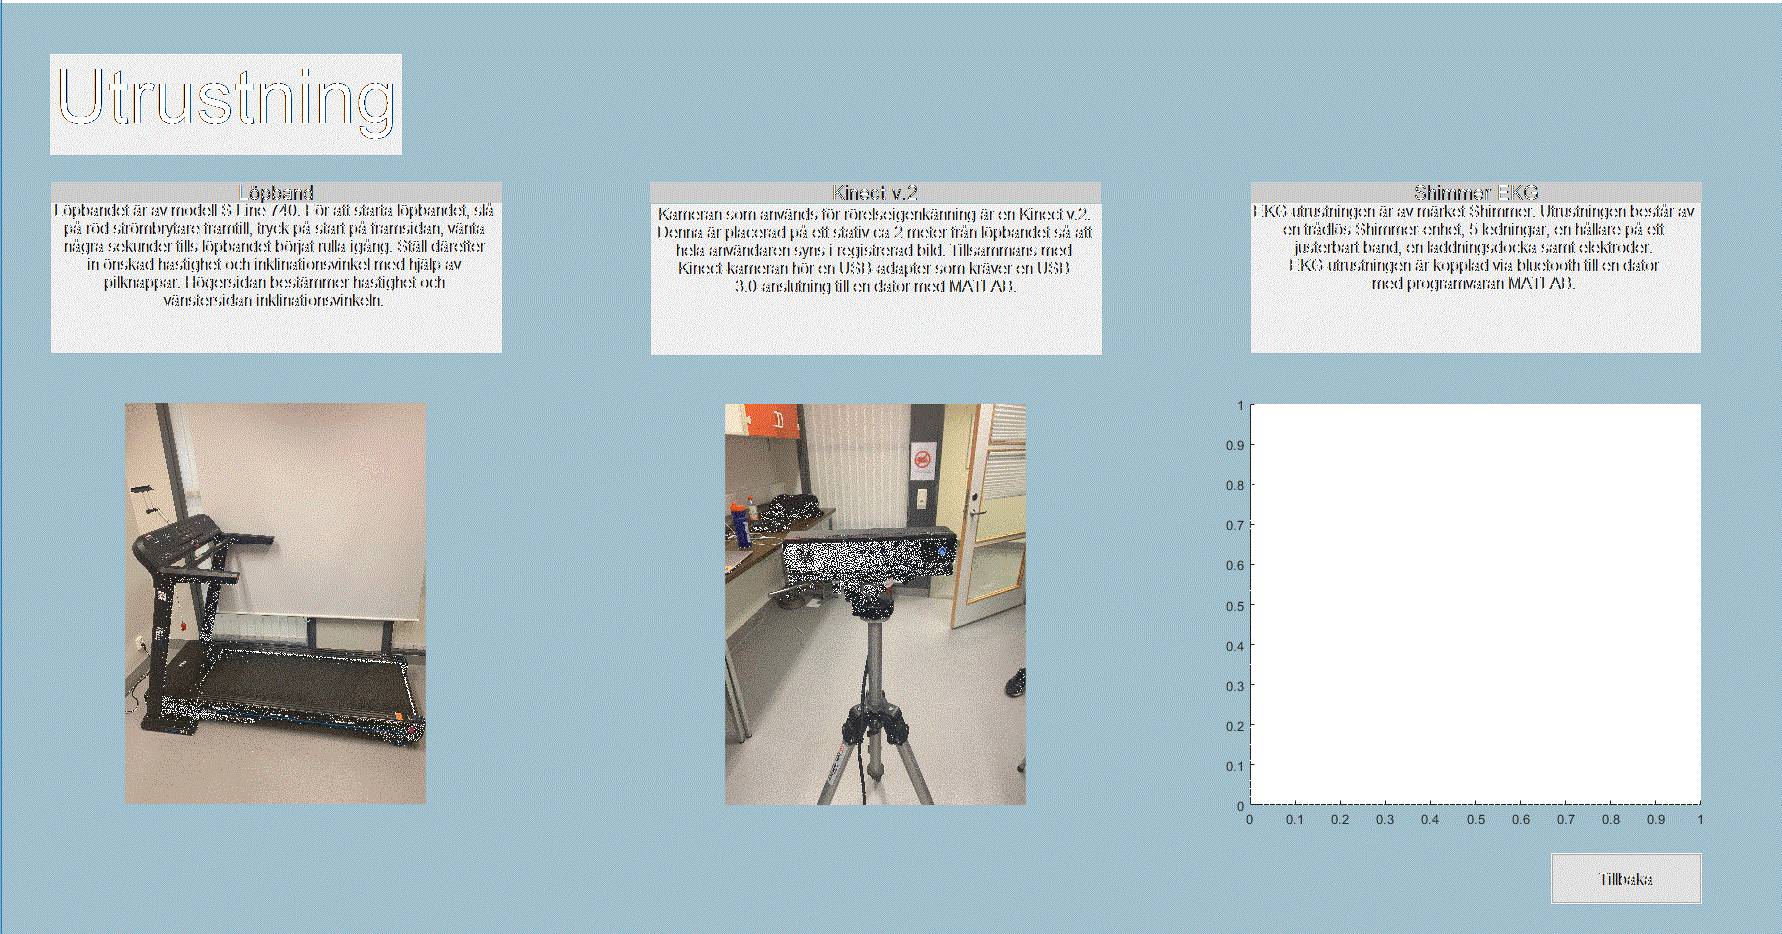 Utrustning
Löpband
Löpbandet är av modell S-Line 740. För att starta löpbandet, slå
på röd strömbrytare framtill, tryck på start på framsidan, vänta
några sekunder tills löpbandet börjat rulla igång. Ställ därefter
in önskad hastighet och inklinationsvinkel med hjälp av
pilknappar. Högersidan bestämmer hastighet och
vänstersidan inklinationsvinkeln.
Kinect v.2
Kameran som används för rörelseigenkänning är en Kinect v.2.
Denna är placerad på ett stativ ca 2 meter från löpbandet så att
hela användaren syns i registrerad bild. Tillsammans med
Kinect-kameran hör en USB-adapter som kräver en USB
3.0-anslutning till en dator med MATLAB.
Shimmer EKG
EKG-utrustningen är av märket Shimmer. Utrustningen består av
en trådlös Shimmer-enhet, 5 ledningar, en hållare på ett
justerbart band, en laddningsdocka samt elektroder.
EKG-utrustningen är kopplad via bluetooth till en dator
med programvaran MATLAB.
1
0.9
0.8
0.7
0.6
0.5
0.4
0.3
0.2
0.1
0
0 0.1 0.2 0.3 0.4 0.5 0.6 0.7 0.8 0.9 1
Tillbaka